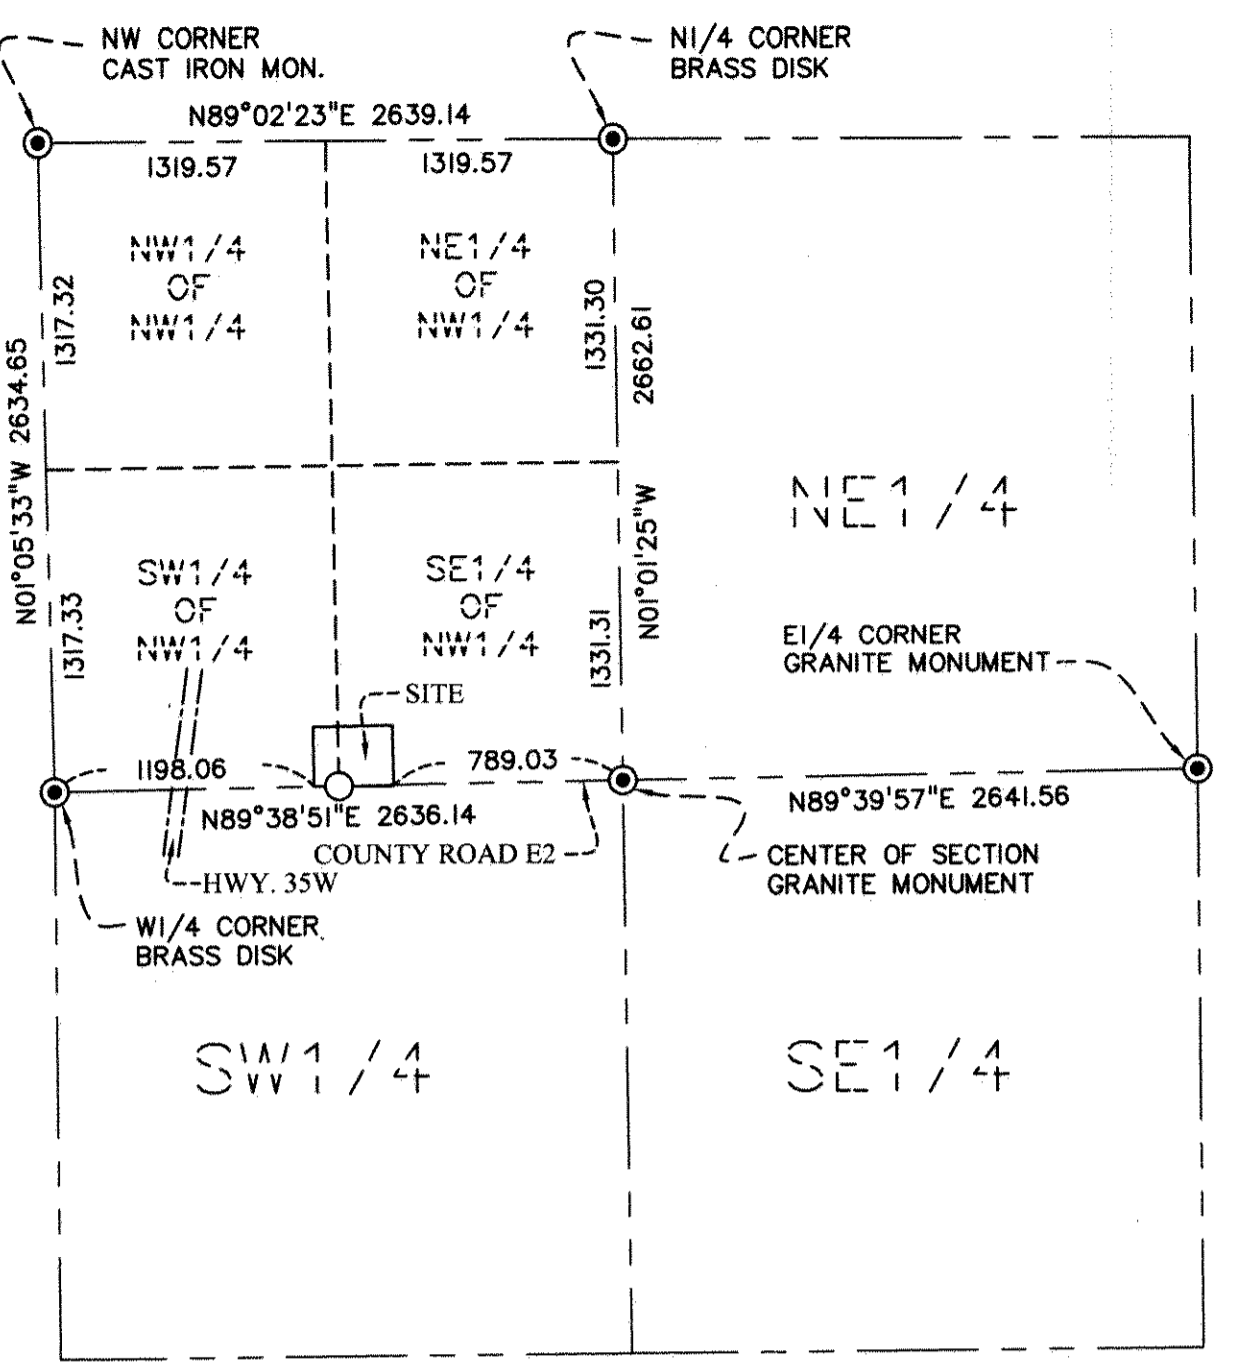 NW CORNER
CAST IRON MON.
N1/4 CORNER
BRASS DISK
N89°02'23"E 2639.14
1319.57
1319.57
NW1/4
OF
NW1/4
NE1/4
OF
NW1/4
1317.32
1331.30
2662.61
N01°05'33"W 2634.65
NE1/4
N01°01'25"W
SW1/4
OF
NW1/4
SE1/4
OF
NW1/4
1317.33
1331.31
E1/4 CORNER
GRANITE MONUMENT
SITE
1198.06
789.03
N89°38'51"E 2636.14
N89°39'57"E 2641.56
COUNTY ROAD E2
HWY. 35W
CENTER OF SECTION
GRANITE MONUMENT
W1/4 CORNER
BRASS DISK
SW1/4
SE1/4